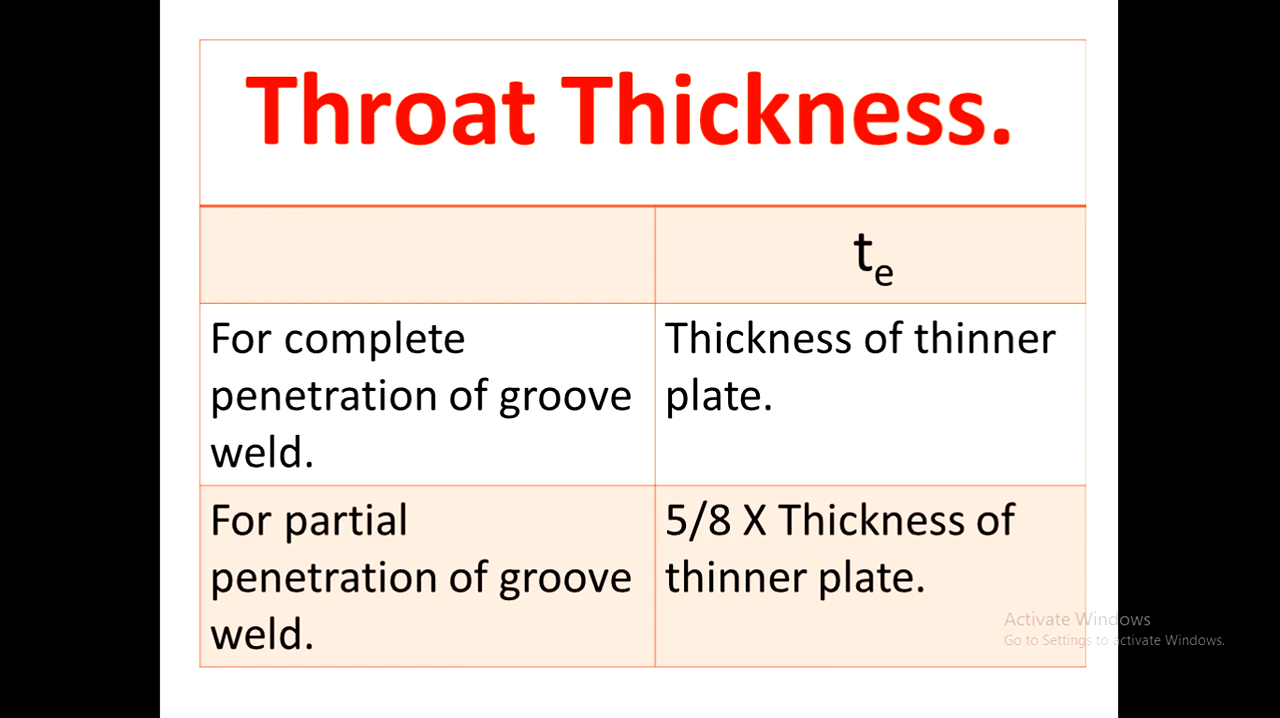 Throat Thickness.
te
For complete
penetration of groove
weld.
Thickness of thinner
plate.
For partial
penetration of groove
weld.
5/8 X Thickness of
thinner plate.
Activate Windows
Go to Settings to activate Windows.